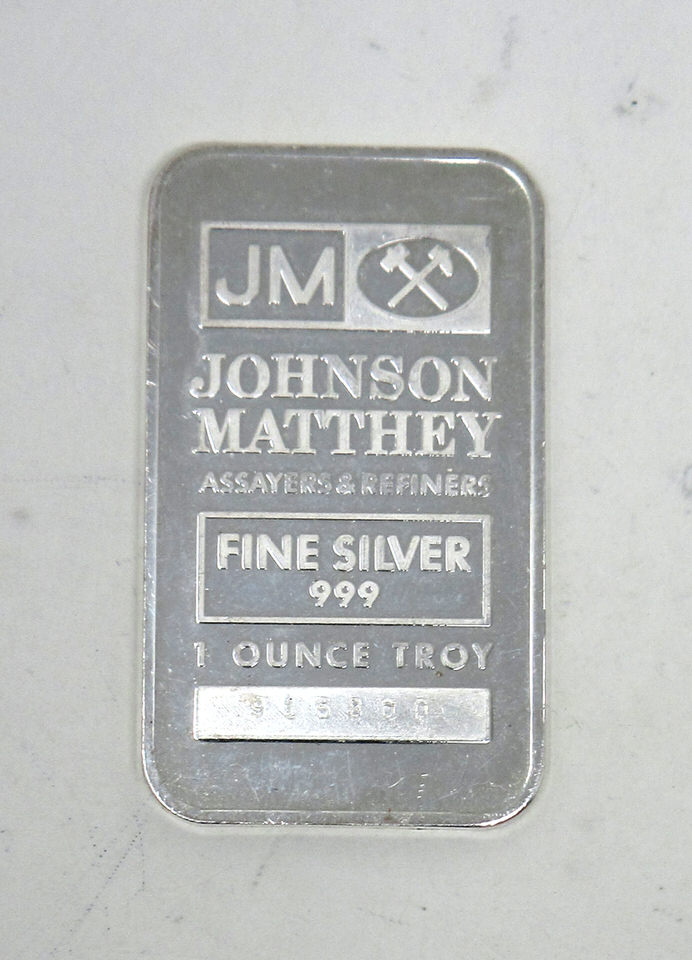 JM
JOHNSON
MATTHEY
ASSAYERS & REFINERS
FINE SILVER
999
1 OUNCE TROY